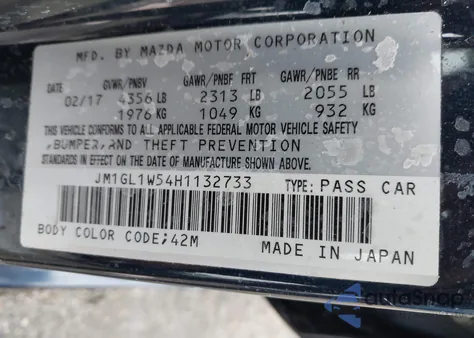 MFD. BY MAZDA MOTOR CORPORATION
GVWR/PNBV GAWR/PNBF FRT GAWR/PNBE RR
02/17 4356 LB 2313 LB 2055 LB
1976 KG 1049 KG 932 KG
THIS VEHICLE CONFORMS TO ALL APPLICABLE FEDERAL MOTOR VEHICLE SAFETY
,BUMPER,AND THEFT PREVENTION
STANDARDS IN EFFECT ON THE DATE OF MANUFACTURE SHOWN ABOVE.
JM1GL1W54H1132733 TYPE: PASS CAR
BODY COLOR CODE;42M
MADE IN JAPAN
autoSnap